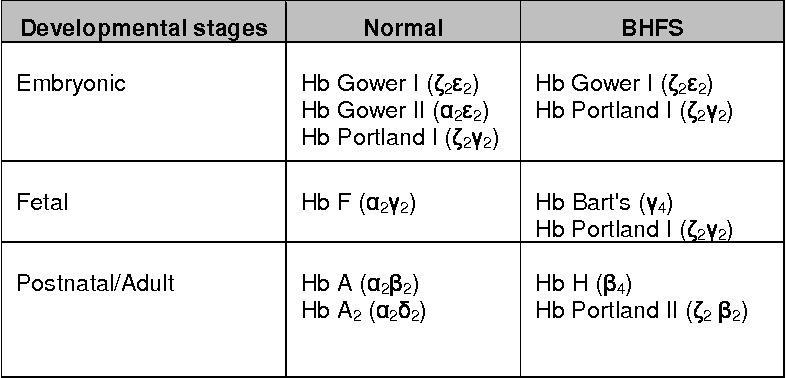 Developmental stages Normal BHFS
Embryonic Hb Gower I (ζ₂ε₂) Hb Gower I (ζ₂ε₂)
Hb Gower II (α₂ε₂) Hb Portland I (ζ₂γ₂)
Hb Portland I (ζ₂γ₂)
Fetal Hb F (α₂γ₂) Hb Bart's (γ₄)
Hb Portland I (ζ₂γ₂)
Postnatal/Adult Hb A (α₂β₂) Hb H (β₄)
Hb A₂ (α₂δ₂) Hb Portland II (ζ₂ β₂)